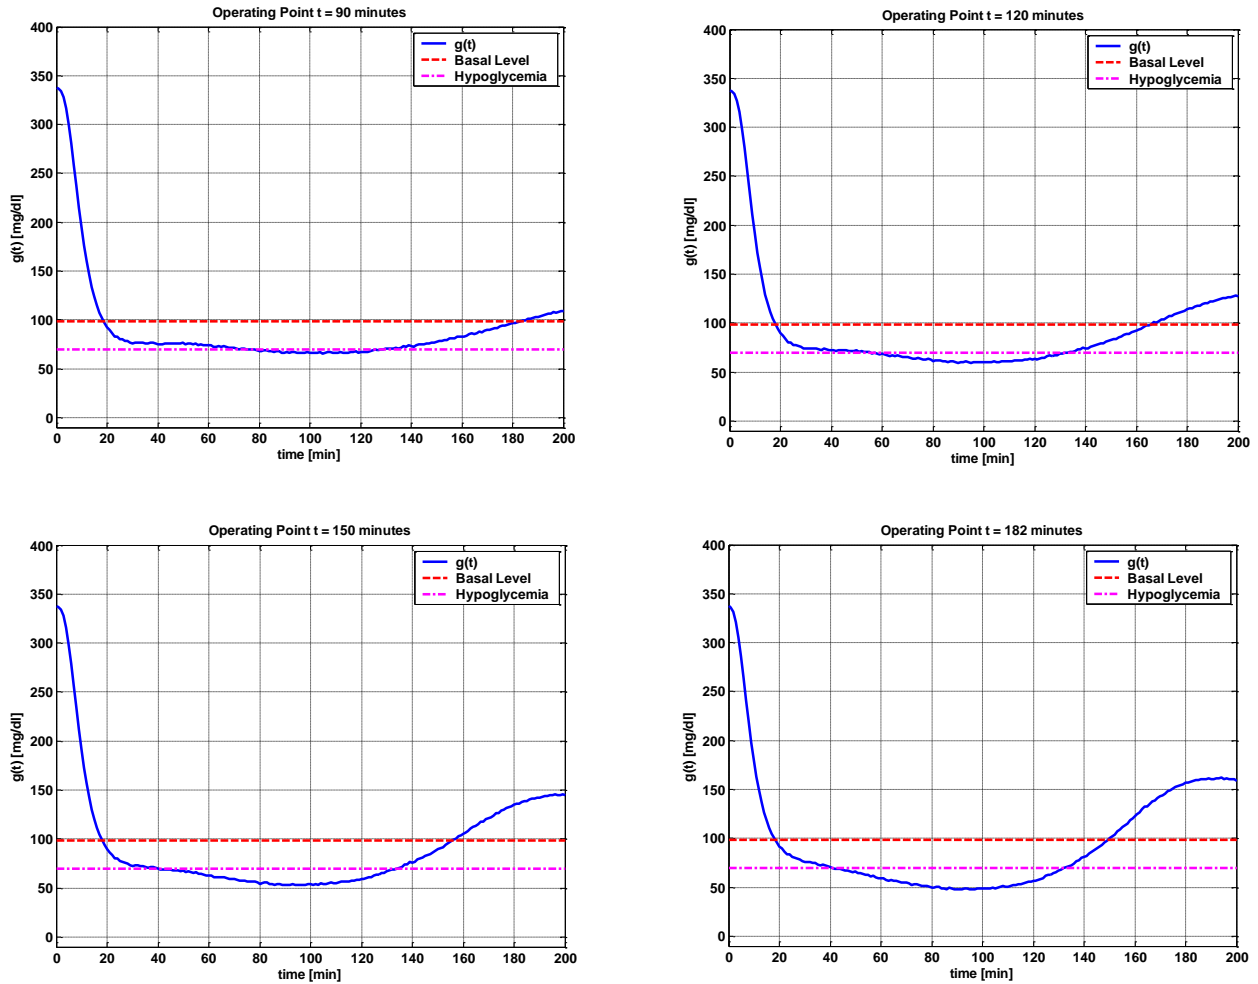 Operating Point t = 90 minutes
400
350
300
250
200
150
100
50
0
g(t) [mg/dl]
g(t)
Basal Level
Hypoglycemia
0 20 40 60 80 100 120 140 160 180 200
time [min]
Operating Point t = 120 minutes
400
350
300
250
200
150
100
50
0
g(t) [mg/dl]
g(t)
Basal Level
Hypoglycemia
0 20 40 60 80 100 120 140 160 180 200
time [min]
Operating Point t = 150 minutes
400
350
300
250
200
150
100
50
0
g(t) [mg/dl]
g(t)
Basal Level
Hypoglycemia
0 20 40 60 80 100 120 140 160 180 200
time [min]
Operating Point t = 182 minutes
400
350
300
250
200
150
100
50
0
g(t) [mg/dl]
g(t)
Basal Level
Hypoglycemia
0 20 40 60 80 100 120 140 160 180 200
time [min]